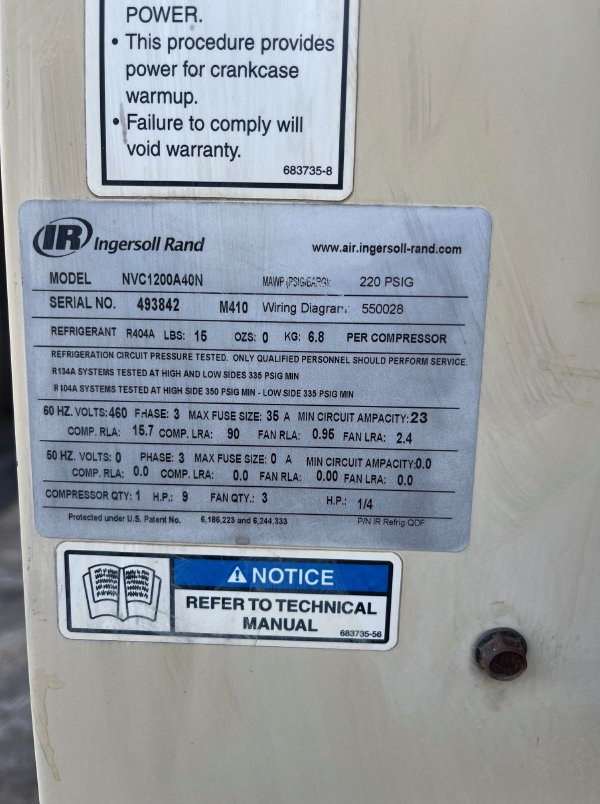 POWER.
• This procedure provides
power for crankcase
warmup.
• Failure to comply will
void warranty.
683735-8
IR Ingersoll Rand www.air.ingersoll-rand.com
MODEL NVC1200A40N MAWP (PSIG/BARG) 220 PSIG
SERIAL NO. 493842 M410 Wiring Diagram 550028
REFRIGERANT R404A LBS: 15 OZS: 0 KG: 6.8 PER COMPRESSOR
REFRIGERATION CIRCUIT PRESSURE TESTED. ONLY QUALIFIED PERSONNEL SHOULD PERFORM SERVICE.
R134A SYSTEMS TESTED AT HIGH AND LOW SIDES 335 PSIG MIN
R404A SYSTEMS TESTED AT HIGH SIDE 350 PSIG MIN - LOW SIDE 335 PSIG MIN
60 HZ. VOLTS: 460 PHASE: 3 MAX FUSE SIZE: 35 A MIN CIRCUIT AMPACITY: 23
COMP. RLA: 15.7 COMP. LRA: 90 FAN RLA: 0.95 FAN LRA: 2.4
50 HZ. VOLTS: 0 PHASE: 3 MAX FUSE SIZE: 0 A MIN CIRCUIT AMPACITY: 0.0
COMP. RLA: 0.0 COMP. LRA: 0.0 FAN RLA: 0.00 FAN LRA: 0.0
COMPRESSOR QTY: 1 H.P.: 9 FAN QTY.: 3 H.P.: 1/4
Protected under U.S. Patent No. 6,186,223 and 6,244,333 P/N IR Refng QDF
NOTICE
REFER TO TECHNICAL
MANUAL
683735-56